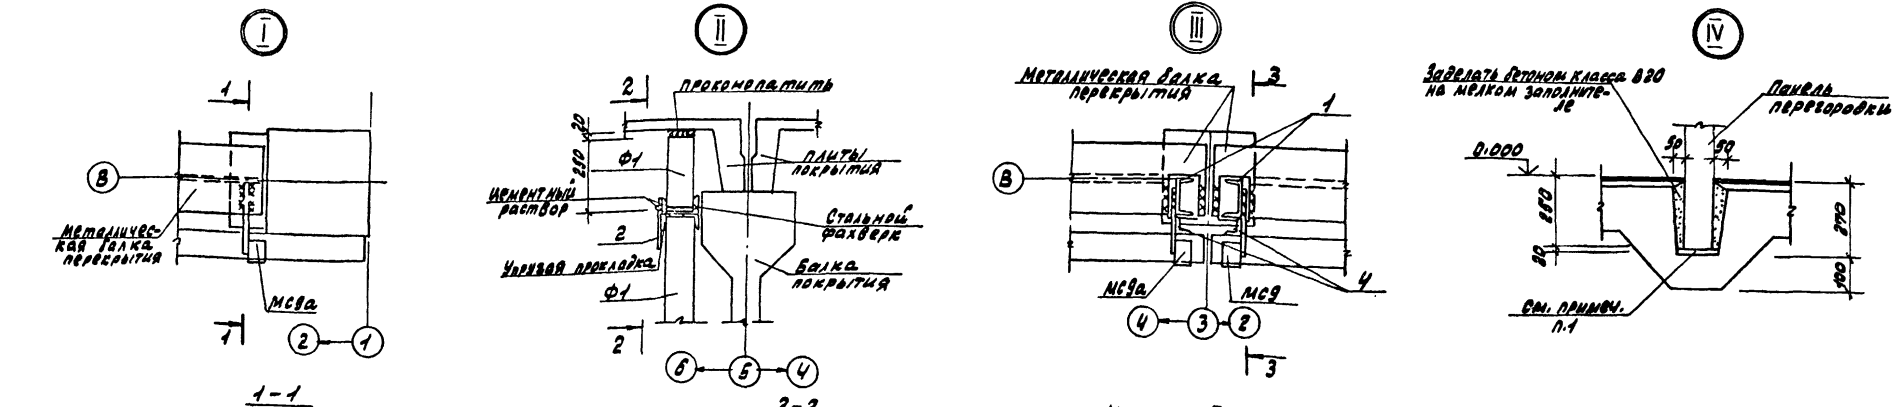 I
1
В
Металличес-
кая балка
перекрытия
МС9а
1
2
1
1-1
II
2
проконопатить
20
Ф1
250
плиты
покрытия
Цементный
раствор
Стальной
фахверк
2
Упругая прокладка
Балка
покрытия
Ф1
2
6
5
4
2-2
III
Металлическая балка
перекрытия
3
1
В
4
МС9а
МС9
4
3
2
3
IV
Заделать бетоном класса В20
на мелком заполните-
ле
Панель
перегородки
50
50
0.000
250
20
270
100
См. примеч.
п.1